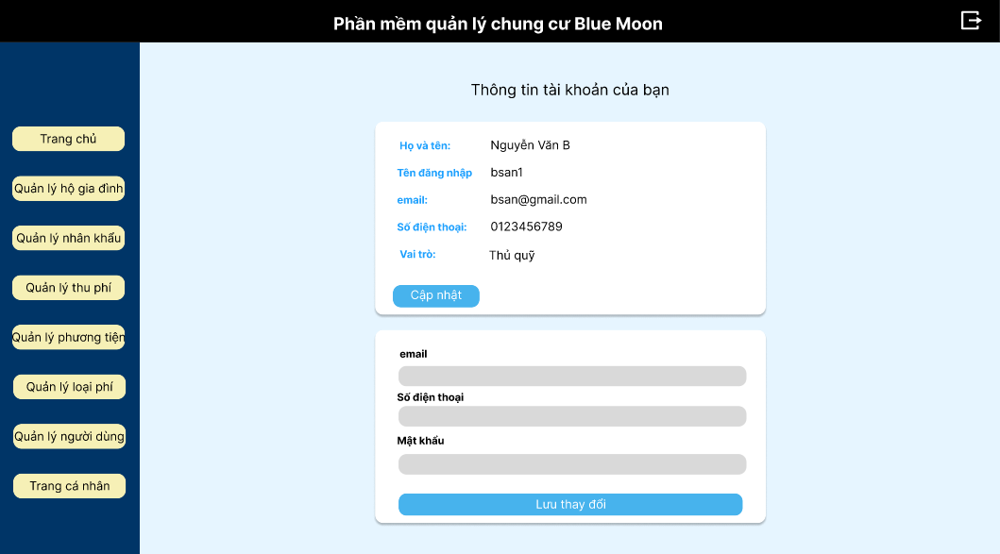 Phần mềm quản lý chung cư Blue Moon
Trang chủ
Quản lý hộ gia đình
Quản lý nhân khẩu
Quản lý thu phí
Quản lý phương tiện
Quản lý loại phí
Quản lý người dùng
Trang cá nhân
Thông tin tài khoản của bạn
Họ và tên: Nguyễn Văn B
Tên đăng nhập bsan1
email: bsan@gmail.com
Số điện thoại: 0123456789
Vai trò: Thủ quỹ
Cập nhật
email
Số điện thoại
Mật khẩu
Lưu thay đổi